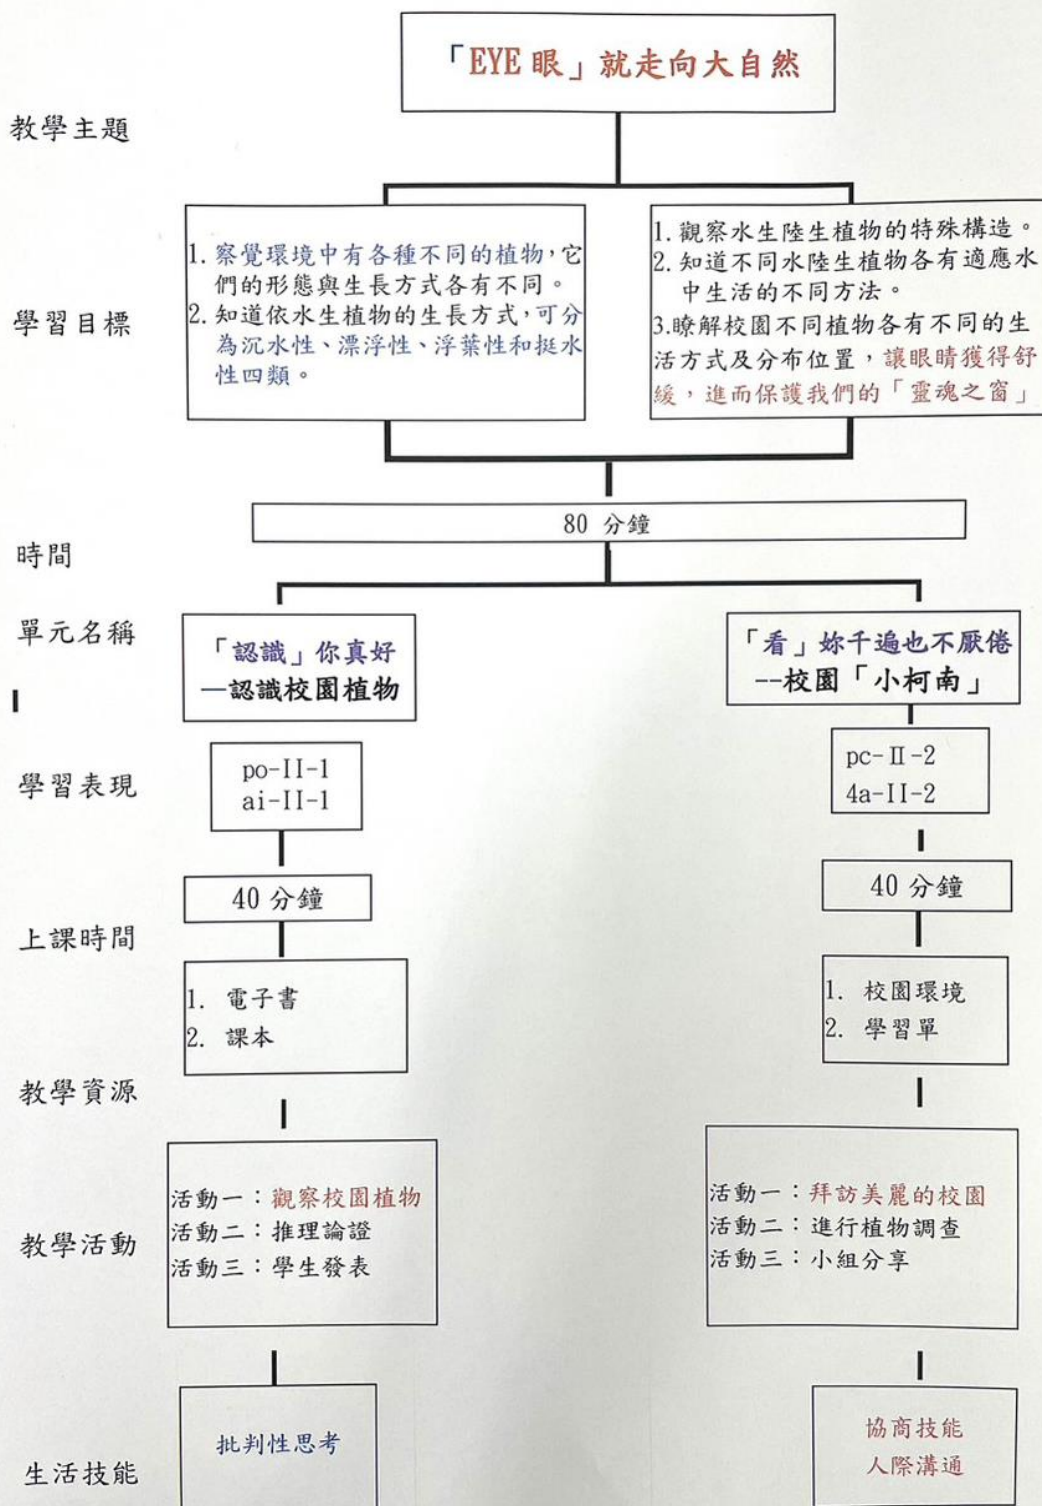 「EYE 眼」就走向大自然
教學主題
學習目標
1. 察覺環境中有各種不同的植物，它
們的形態與生長方式各有不同。
2. 知道依水生植物的生長方式，可分
為沉水性、漂浮性、浮葉性和挺水
性四類。
1. 觀察水生陸生植物的特殊構造。
2. 知道不同水陸生植物各有適應水
中生活的不同方法。
3.瞭解校園不同植物各有不同的生
活方式及分布位置，讓眼睛獲得舒
緩，進而保護我們的「靈魂之窗」
80 分鐘
時間
單元名稱
「認識」你真好
—認識校園植物
「看」妳千遍也不厭倦
--校園「小柯南」
學習表現
po-II-1
ai-II-1
pc-Ⅱ-2
4a-II-2
40 分鐘
40 分鐘
上課時間
1. 電子書
2. 課本
1. 校園環境
2. 學習單
教學資源
教學活動
活動一：觀察校園植物
活動二：推理論證
活動三：學生發表
活動一：拜訪美麗的校園
活動二：進行植物調查
活動三：小組分享
生活技能
批判性思考
協商技能
人際溝通